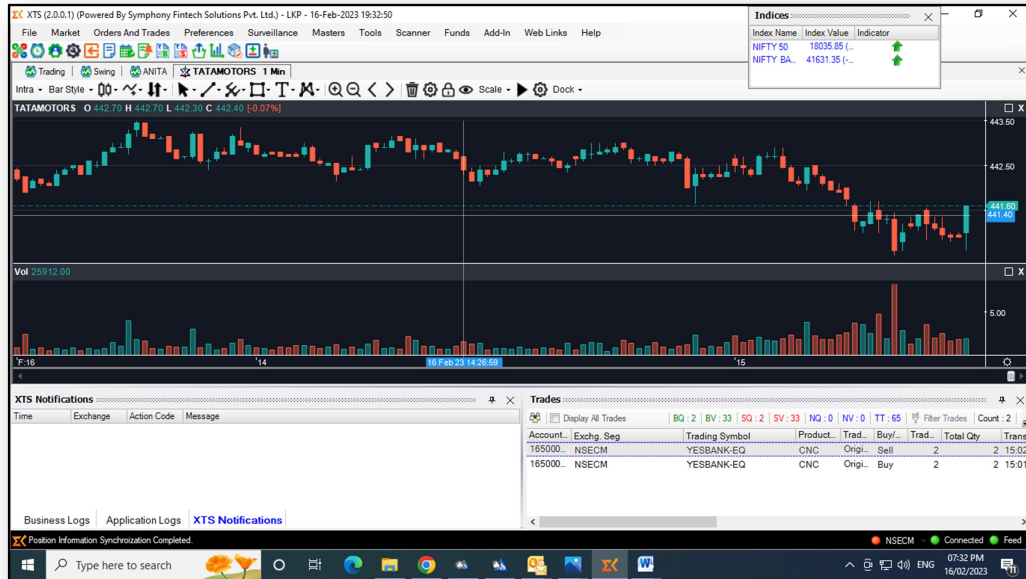 XTS (2.0.0.1) (Powered By Symphony Fintech Solutions Pvt. Ltd.) - LKP - 16-Feb-2023 19:32:50
File Market Orders And Trades Preferences Surveillance Masters Tools Scanner Funds Add-In Web Links Help
Indices
Index Name Index Value Indicator
NIFTY 50 18035.85 (..
NIFTY BA.. 41631.35 (-..
Trading Swing ANITA TATAMOTORS 1 Min
Intra Bar Style T Scale Dock
TATAMOTORS O 442.70 H 442.70 L 442.30 C 442.40 [-0.07%]
443.50
442.50
441.60
441.40
Vol 25912.00
5.00
'F:16 '14 16 Feb 23 14:26:59 '15
XTS Notifications
Time Exchange Action Code Message
Business Logs Application Logs XTS Notifications
Trades
Display All Trades BQ : 2 BV : 33 SQ : 2 SV : 33 NQ : 0 NV : 0 TT : 65 Filter Trades Count : 2
Account... Exchg. Seg Trading Symbol Product... Trad... Buy/... Trad... Total Qty Trans
165000... NSECM YESBANK-EQ CNC Origi... Sell 2 2 15:02
165000... NSECM YESBANK-EQ CNC Origi... Buy 2 2 15:01
Position Information Synchroization Completed. NSECM Connected Feed
Type here to search
ENG
07:32 PM
16/02/2023
11